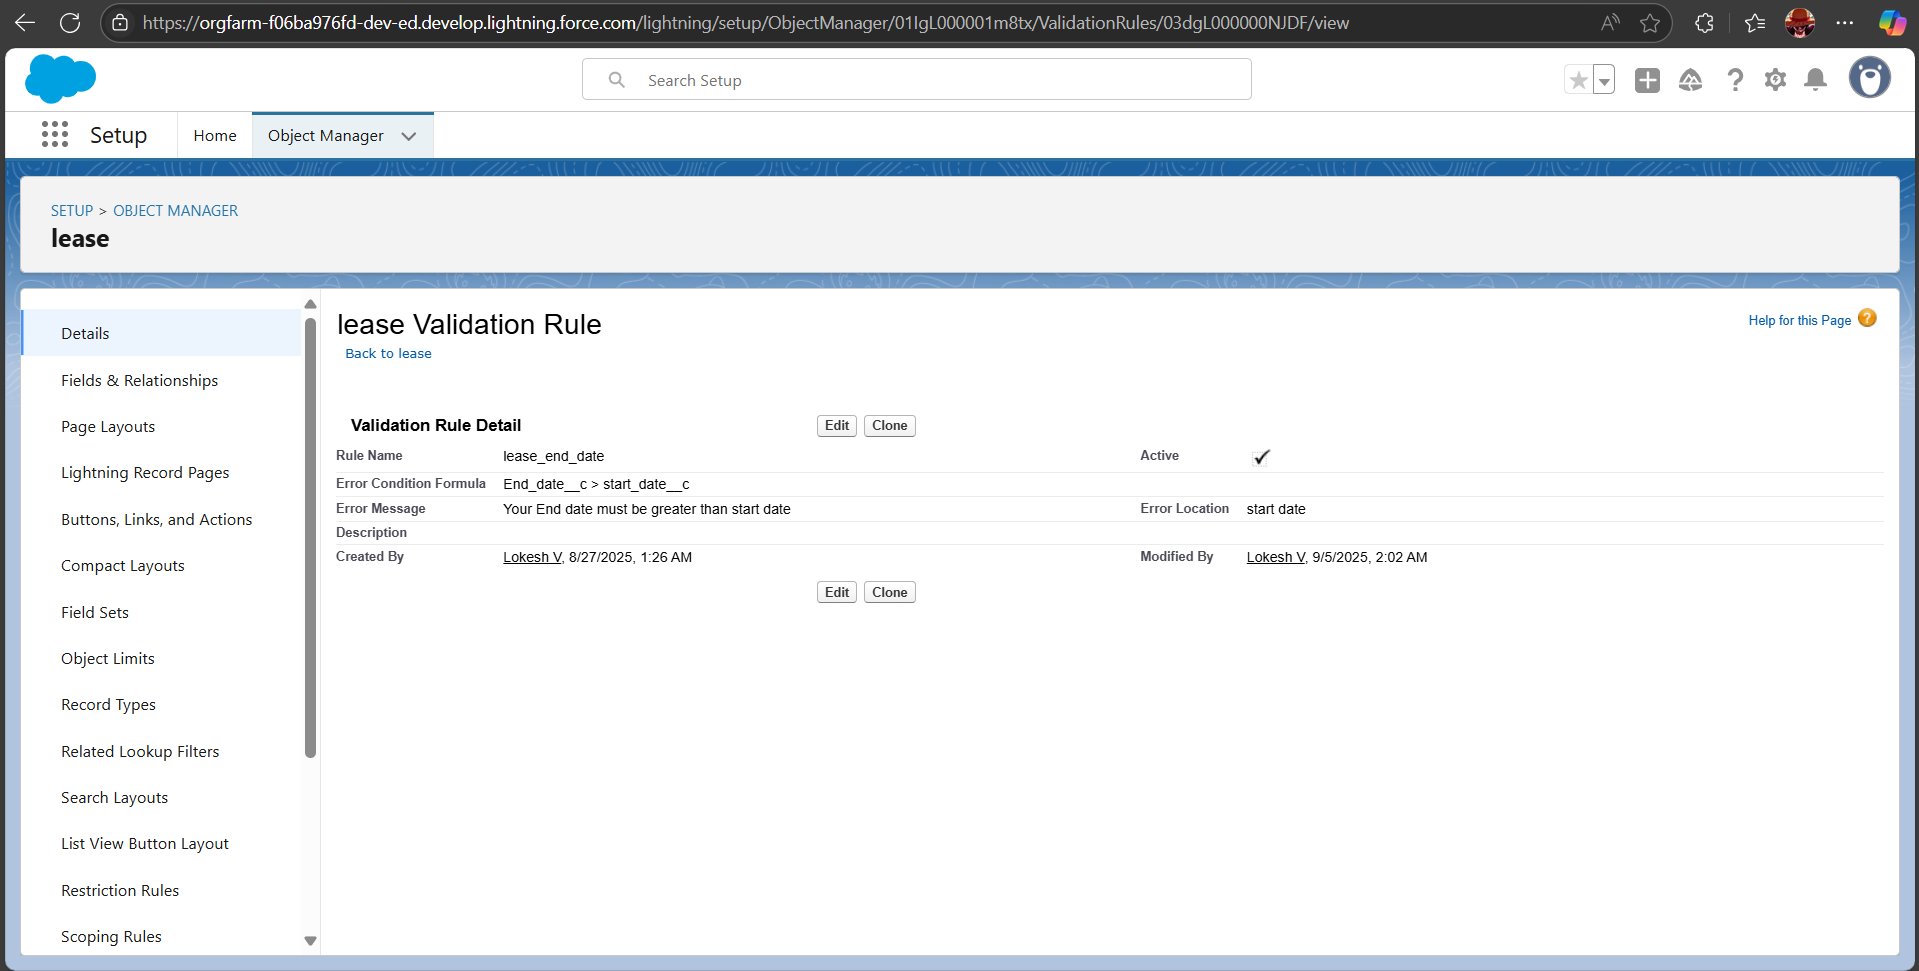 https://orgfarm-f06ba976fd-dev-ed.develop.lightning.force.com/lightning/setup/ObjectManager/01IgL000001m8tx/ValidationRules/03dgL000000NJDF/view
Search Setup
Setup
Home
Object Manager
SETUP > OBJECT MANAGER
lease
Details
Fields & Relationships
Page Layouts
Lightning Record Pages
Buttons, Links, and Actions
Compact Layouts
Field Sets
Object Limits
Record Types
Related Lookup Filters
Search Layouts
List View Button Layout
Restriction Rules
Scoping Rules
lease Validation Rule
Help for this Page
Back to lease
Validation Rule Detail
Edit Clone
Rule Name lease_end_date Active
Error Condition Formula End_date__c > start_date__c
Error Message Your End date must be greater than start date Error Location start date
Description
Created By Lokesh V, 8/27/2025, 1:26 AM Modified By Lokesh V, 9/5/2025, 2:02 AM
Edit Clone